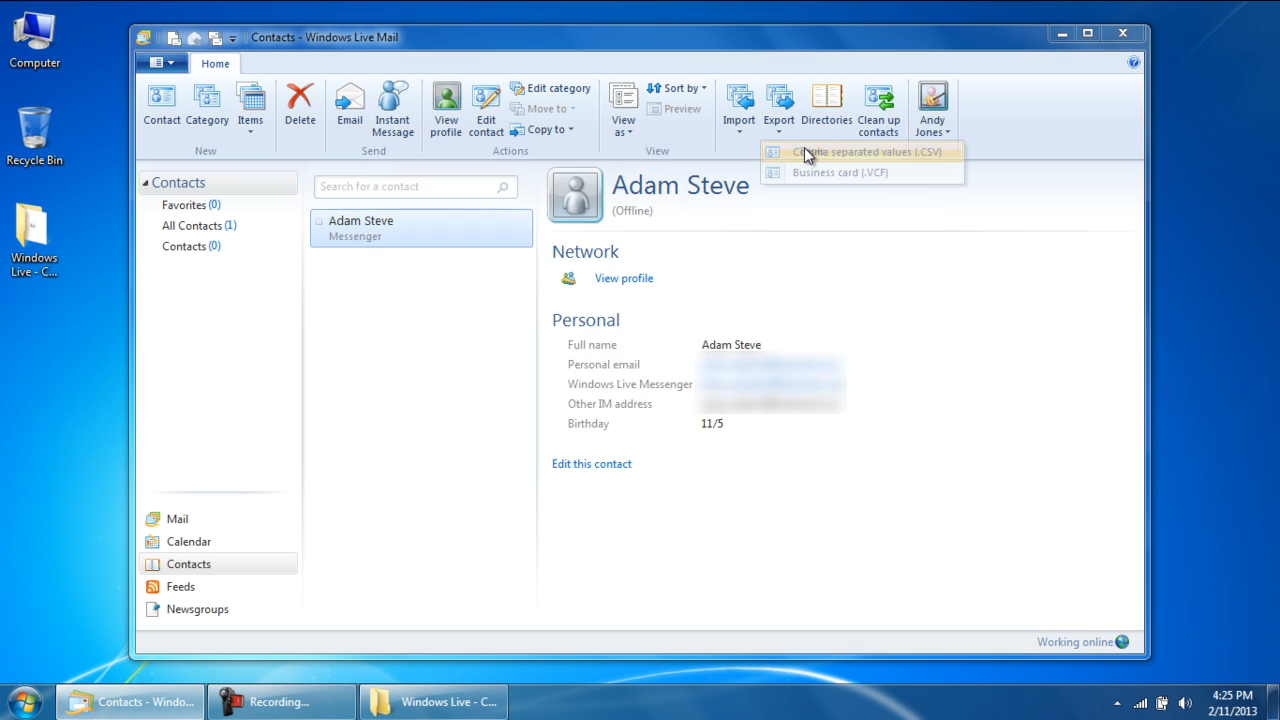 Computer
Recycle Bin
Windows
Live - C...
Contacts - Windows Live Mail
Home
Contact
Category
Items
New
Delete
Email
Instant
Message
Send
View
profile
Edit
contact
Edit category
Move to
Copy to
Actions
View
as
Sort by
Preview
View
Import
Export
Directories
Clean up
contacts
Andy
Jones
Comma separated values (.CSV)
Business card (.VCF)
Contacts
Favorites (0)
All Contacts (1)
Contacts (0)
Mail
Calendar
Contacts
Feeds
Newsgroups
Search for a contact
Adam Steve
Messenger
Adam Steve
(Offline)
Network
View profile
Personal
Full name Adam Steve
Personal email
Windows Live Messenger
Other IM address
Birthday 11/5
Edit this contact
Working online
Contacts - Windo...
Recording...
Windows Live - C...
4:25 PM
2/11/2013